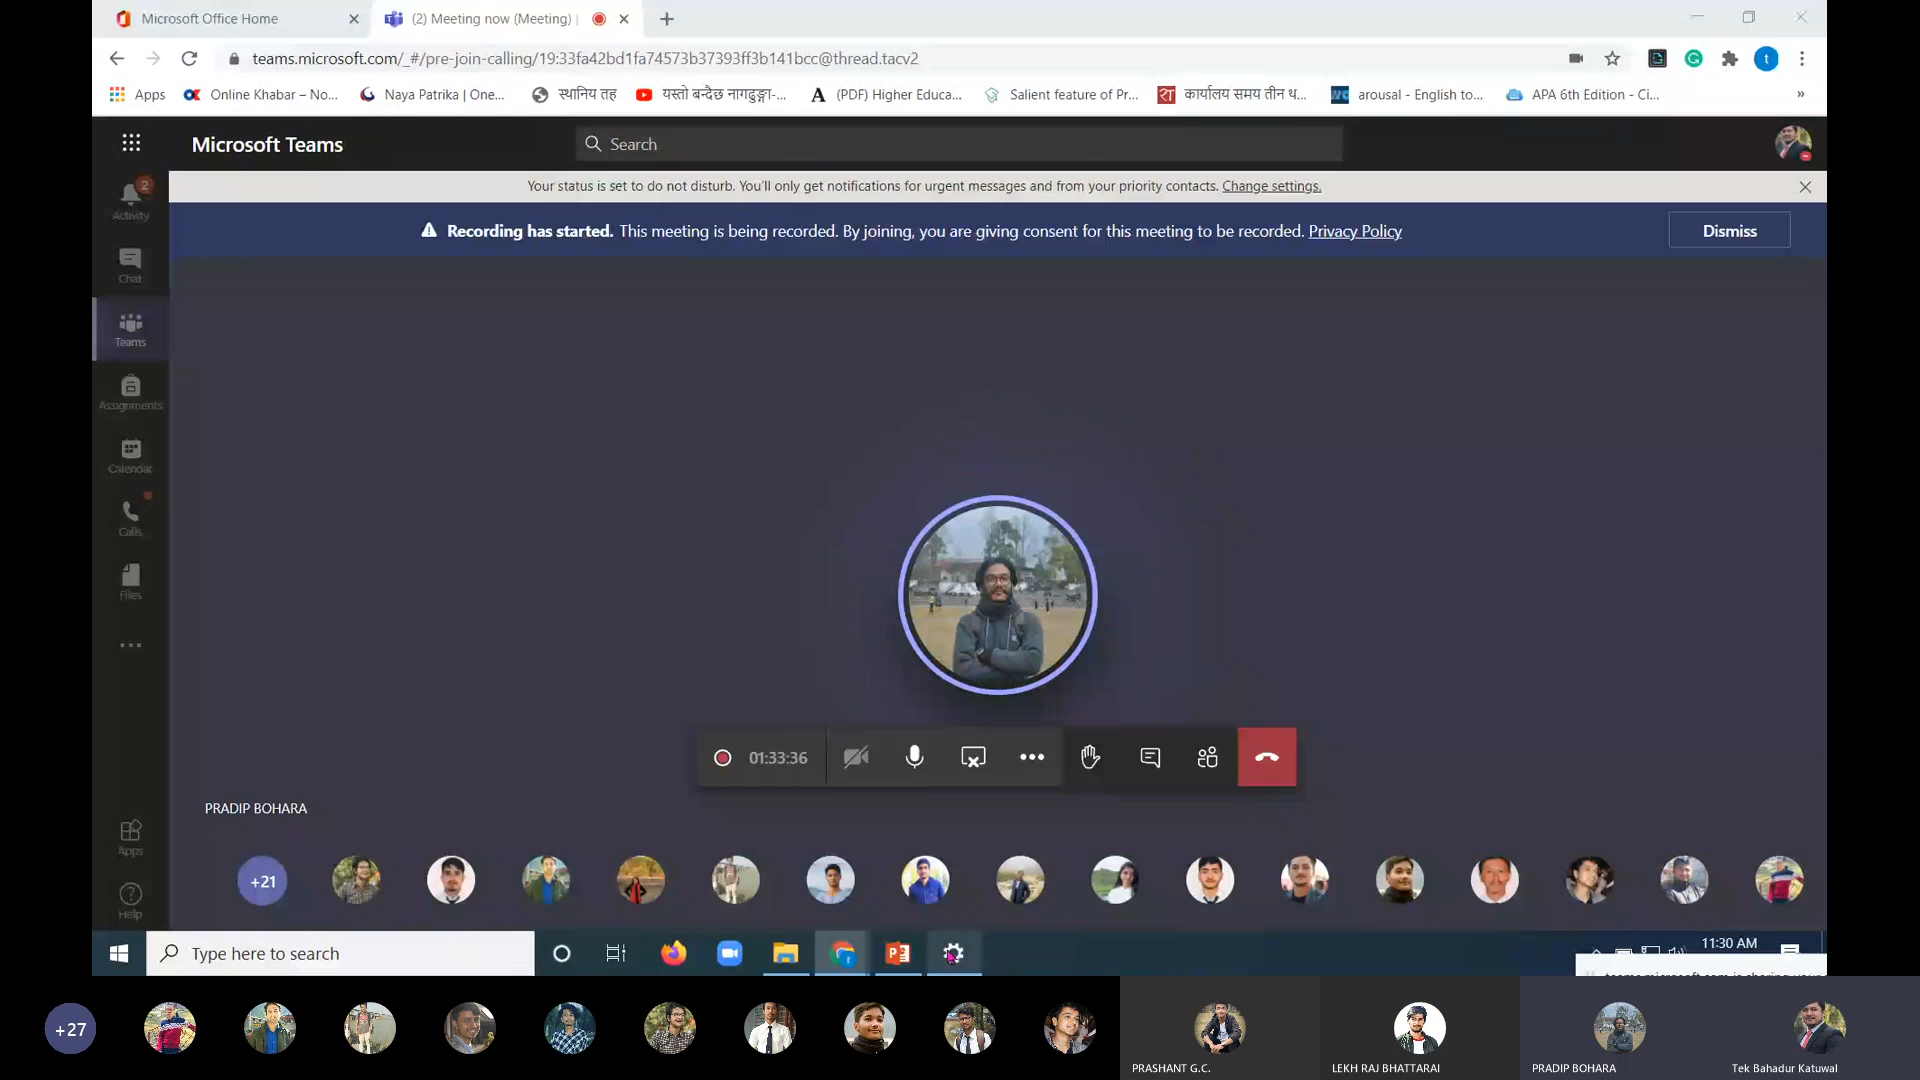 Microsoft Office Home
(2) Meeting now (Meeting) |
teams.microsoft.com/_#/pre-join-calling/19:33fa42bd1fa74573b37393ff3b141bcc@thread.tacv2
t
Apps
Online Khabar – No...
Naya Patrika | One...
स्थानिय तह
यस्तो बन्दैछ नागढुङ्गा-...
(PDF) Higher Educa...
Salient feature of Pr...
कार्यालय समय तीन थ...
arousal - English to...
APA 6th Edition - Ci...
»
Microsoft Teams
Search
Your status is set to do not disturb. You'll only get notifications for urgent messages and from your priority contacts. Change settings.
Recording has started. This meeting is being recorded. By joining, you are giving consent for this meeting to be recorded. Privacy Policy
Dismiss
2
Activity
Chat
Teams
Assignments
Calendar
Calls
Files
Apps
Help
01:33:36
PRADIP BOHARA
+21
Type here to search
11:30 AM
+27
PRASHANT G.C.
LEKH RAJ BHATTARAI
PRADIP BOHARA
Tek Bahadur Katuwal